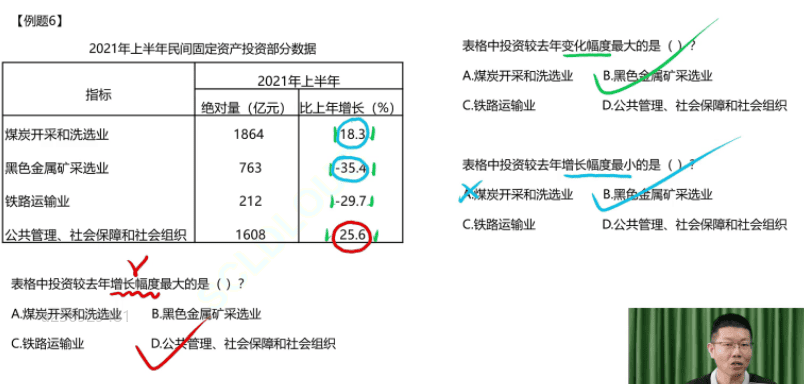 【例题6】
2021年上半年民间固定资产投资部分数据
指标
2021年上半年
绝对量（亿元）
比上年增长（%）
煤炭开采和洗选业 1864 18.3
黑色金属矿采选业 763 -35.4
铁路运输业 212 -29.7
公共管理、社会保障和社会组织 1608 25.6
表格中投资较去年增长幅度最大的是（ ）？
A.煤炭开采和洗选业 B.黑色金属矿采选业
C.铁路运输业 D.公共管理、社会保障和社会组织
表格中投资较去年变化幅度最大的是（ ）？
A.煤炭开采和洗选业 B.黑色金属矿采选业
C.铁路运输业 D.公共管理、社会保障和社会组织
表格中投资较去年增长幅度最小的是（ ）？
A.煤炭开采和洗选业 B.黑色金属矿采选业
C.铁路运输业 D.公共管理、社会保障和社会组织